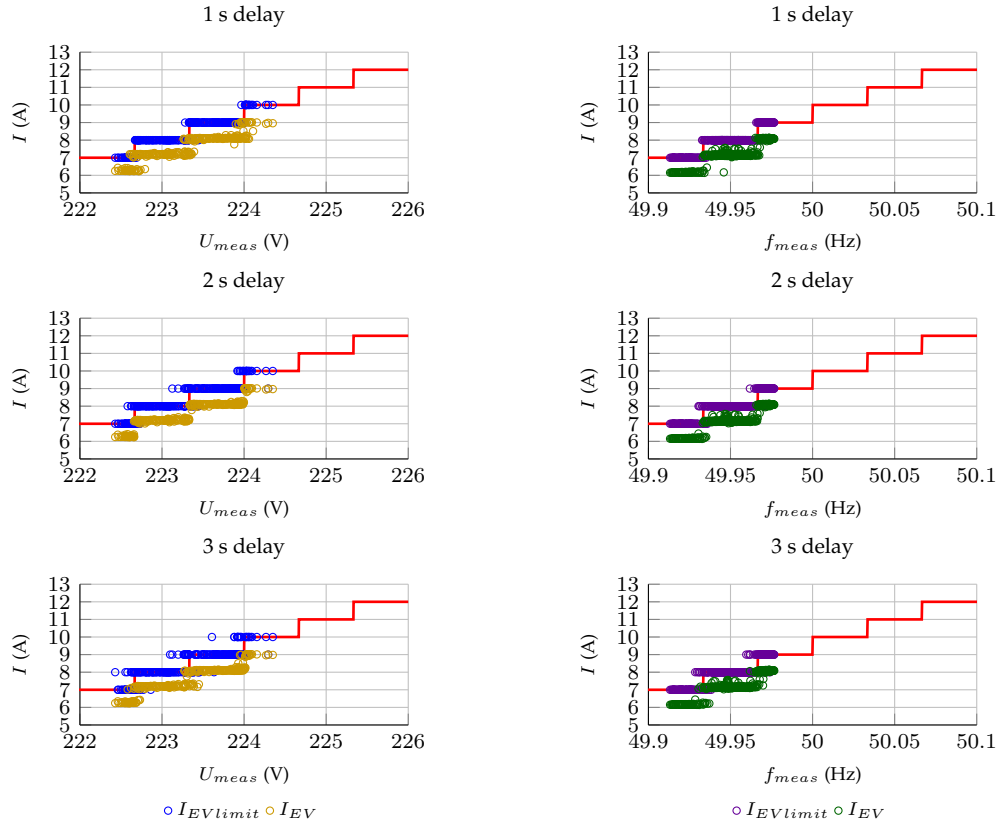 1 s delay
13
12
11
10
9
8
7
6
5
I (A)
222 223 224 225 226
U_meas (V)
1 s delay
13
12
11
10
9
8
7
6
5
I (A)
49.9 49.95 50 50.05 50.1
f_meas (Hz)
2 s delay
13
12
11
10
9
8
7
6
5
I (A)
222 223 224 225 226
U_meas (V)
2 s delay
13
12
11
10
9
8
7
6
5
I (A)
49.9 49.95 50 50.05 50.1
f_meas (Hz)
3 s delay
13
12
11
10
9
8
7
6
5
I (A)
222 223 224 225 226
U_meas (V)
3 s delay
13
12
11
10
9
8
7
6
5
I (A)
49.9 49.95 50 50.05 50.1
f_meas (Hz)
I_EVlimit I_EV
I_EVlimit I_EV